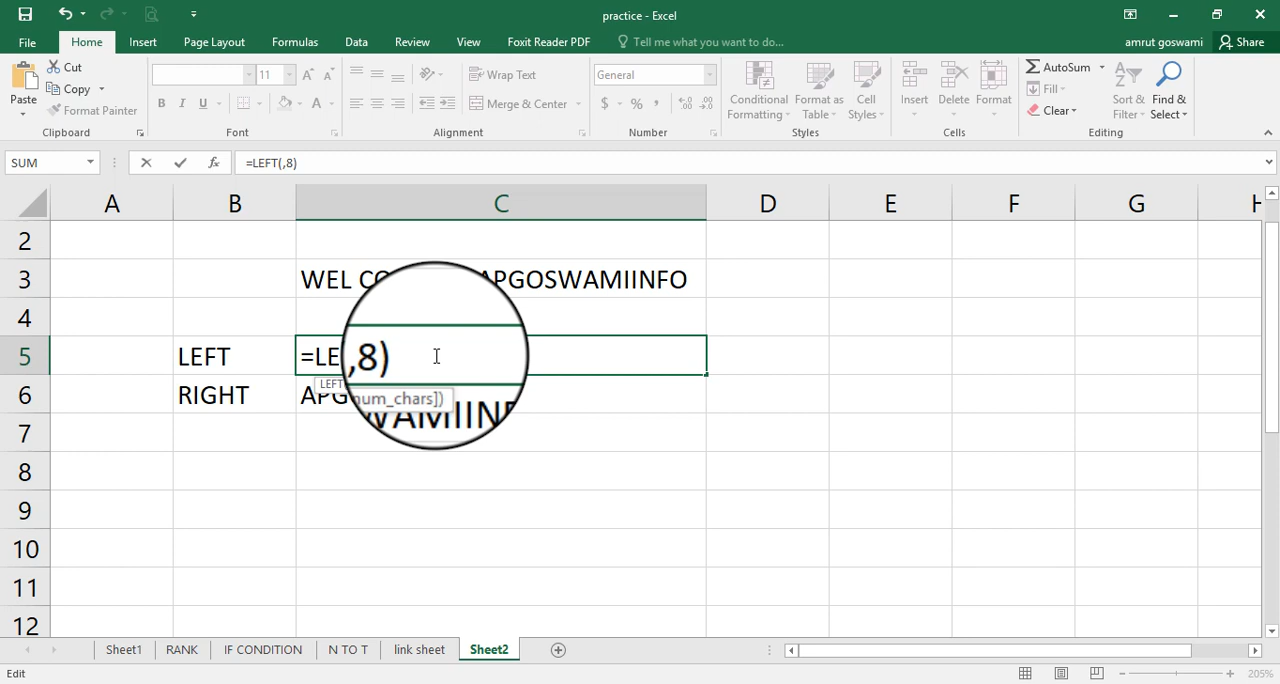 practice - Excel
File Home Insert Page Layout Formulas Data Review View Foxit Reader PDF Tell me what you want to do... amrut goswami Share
Paste
Cut
Copy
Format Painter
Clipboard
11
A A
B I U
A
Font
Wrap Text
Merge & Center
Alignment
General
$ % ,
Number
Conditional Formatting
Format as Table
Cell Styles
Styles
Insert
Delete
Format
Cells
AutoSum
Fill
Clear
Sort & Filter
Find & Select
Editing
SUM fx =LEFT(,8)
A B C D E F G H
2
3 WEL CO APGOSWAMIINFO
4
5 LEFT =LE ,8)
LEFT num_chars])
6 RIGHT APG WAMIINF
7
8
9
10
11
12
Sheet1 RANK IF CONDITION N TO T link sheet Sheet2
Edit 205%